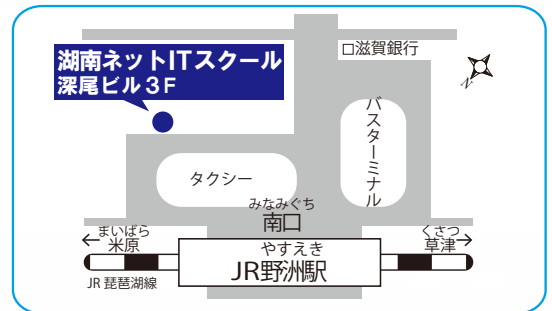 湖南ネットITスクール
深尾ビル3F
□滋賀銀行
N
バスターミナル
タクシー
みなみぐち
南口
まいばら
←米原
くさつ
草津→
やすえき
JR野洲駅
JR琵琶湖線